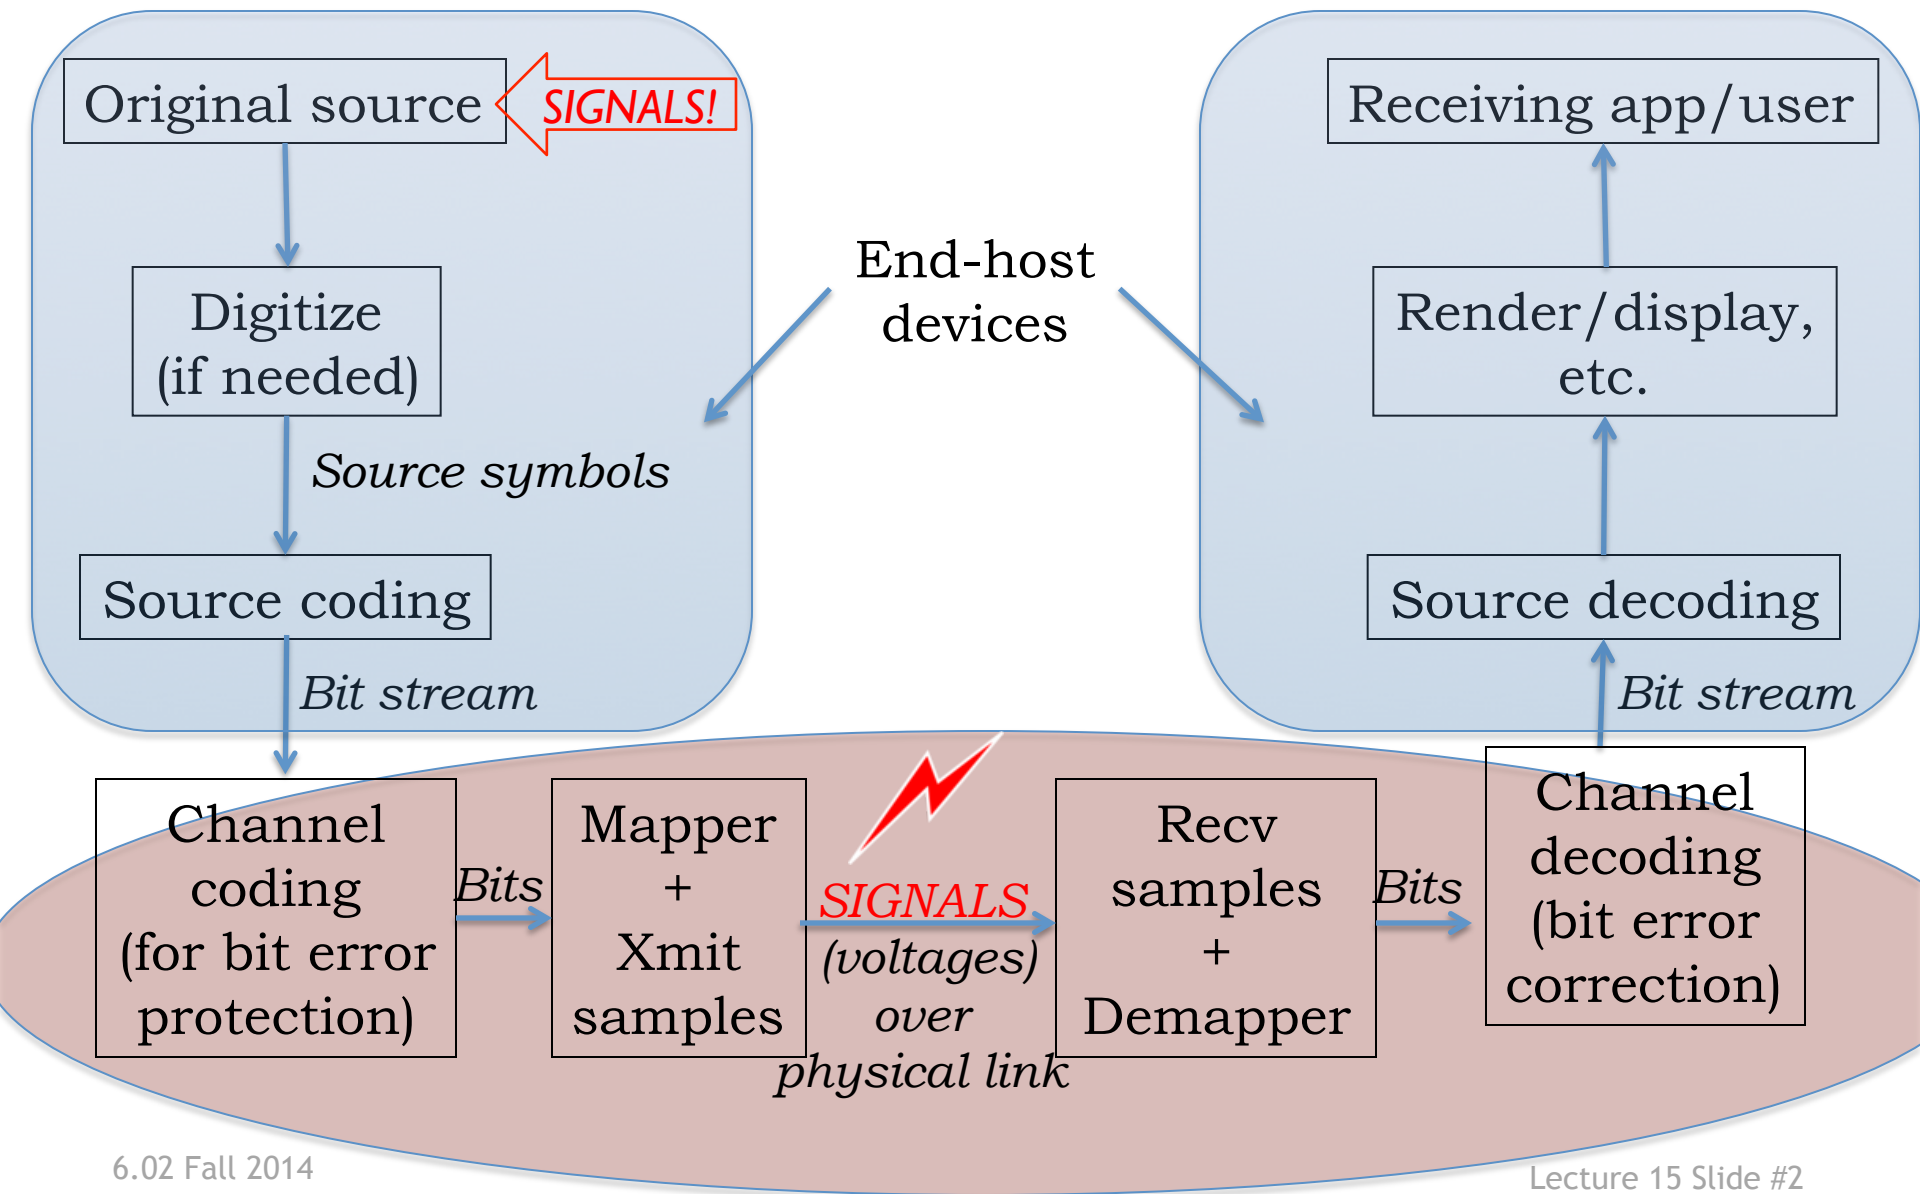 Original source
SIGNALS!
Digitize
(if needed)
Source symbols
Source coding
Bit stream
End-host
devices
Receiving app/user
Render/display,
etc.
Source decoding
Bit stream
Channel
coding
(for bit error
protection)
Bits
Mapper
+
Xmit
samples
SIGNALS
(voltages)
over
physical link
Recv
samples
+
Demapper
Bits
Channel
decoding
(bit error
correction)
6.02 Fall 2014
Lecture 15 Slide #2